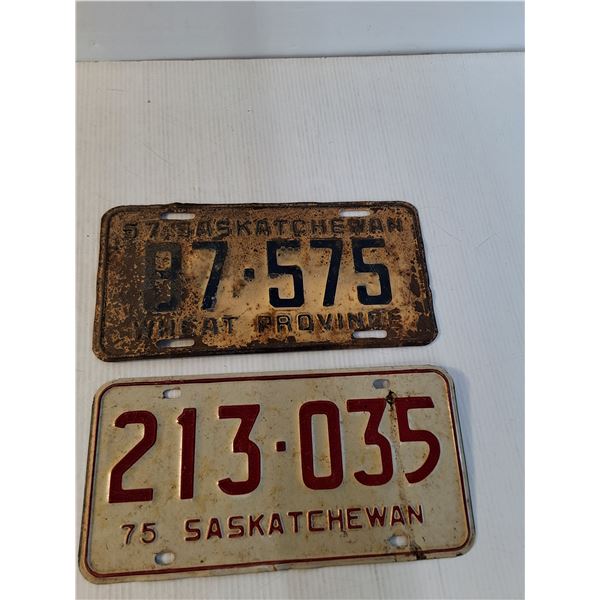 57 SASKATCHEWAN
87·575
WHEAT PROVINCE
213·035
75 SASKATCHEWAN